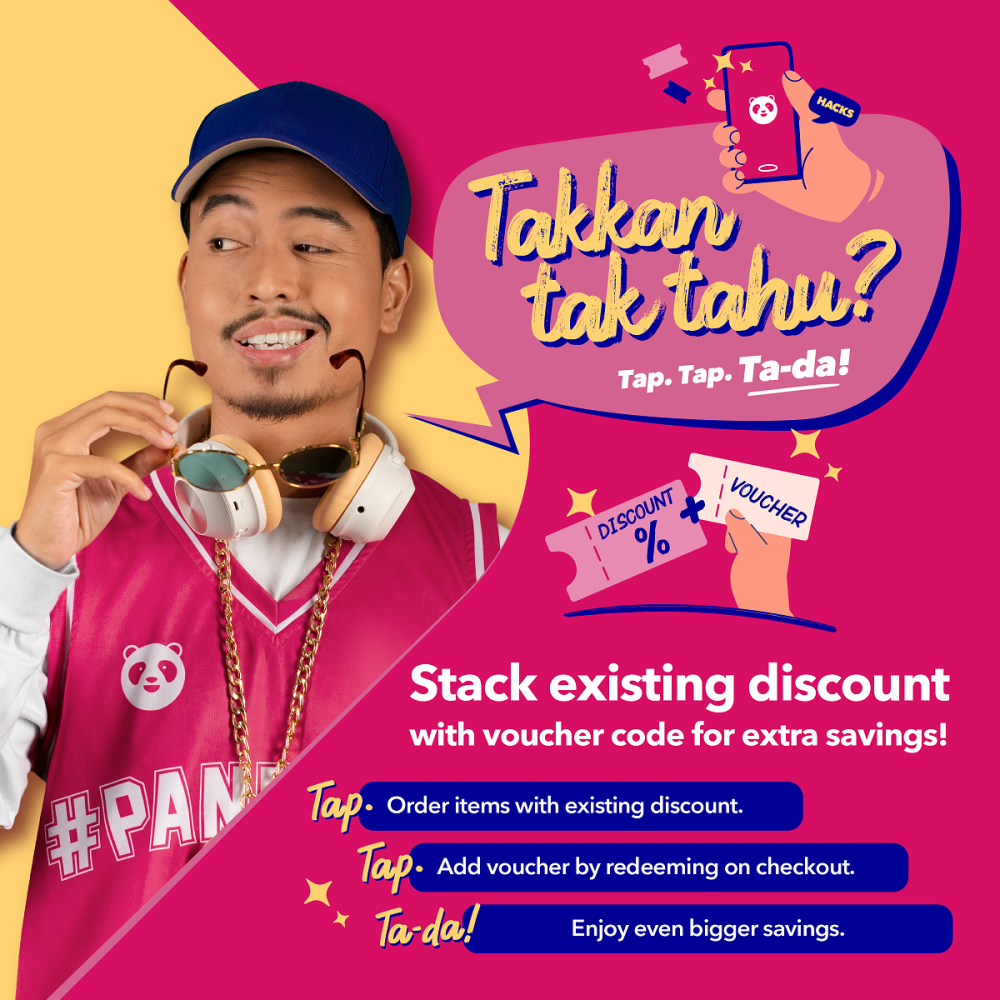 HACKS
Takkan
tak tahu?
Tap. Tap. Ta-da!
DISCOUNT
%
+
VOUCHER
Stack existing discount
with voucher code for extra savings!
Tap. Order items with existing discount.
Tap. Add voucher by redeeming on checkout.
Ta-da! Enjoy even bigger savings.
#PAN